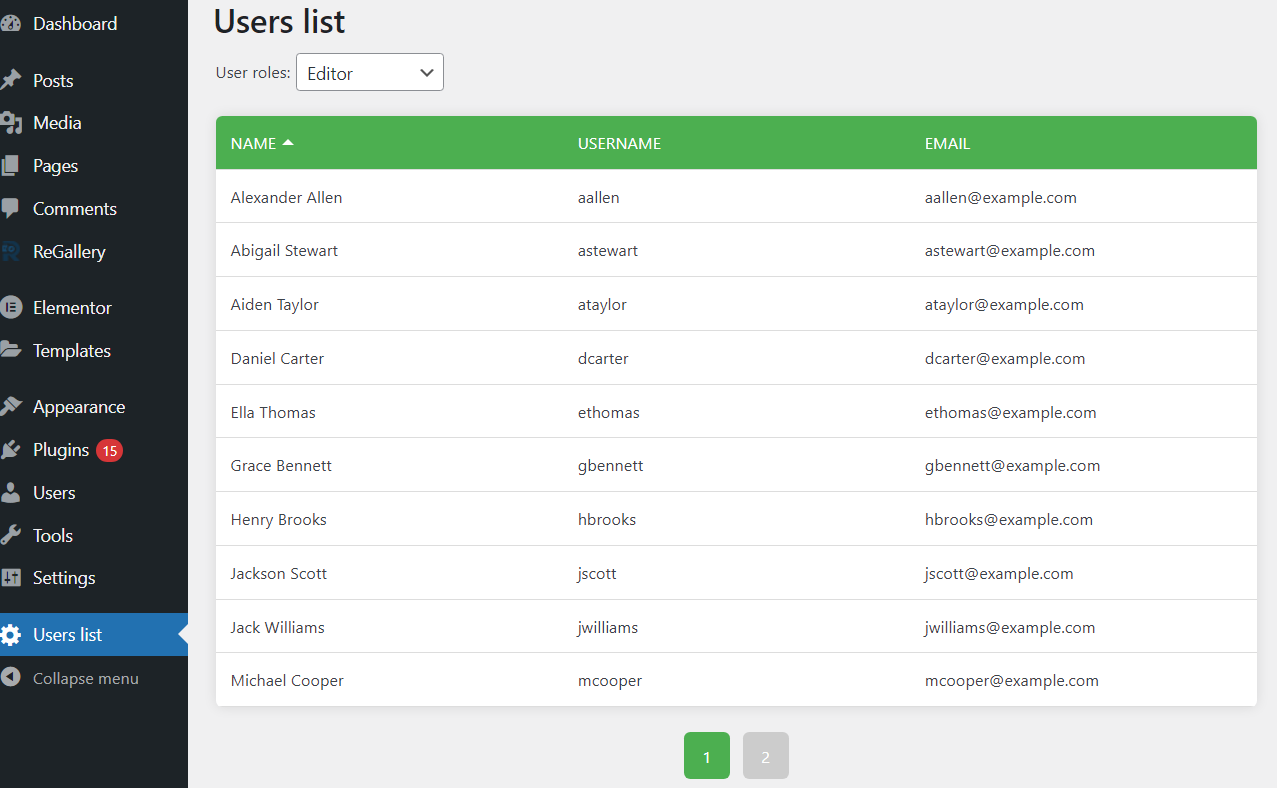 Dashboard
Posts
Media
Pages
Comments
ReGallery
Elementor
Templates
Appearance
Plugins 15
Users
Tools
Settings
Users list
Collapse menu
Users list
User roles: Editor
NAME USERNAME EMAIL
Alexander Allen aallen aallen@example.com
Abigail Stewart astewart astewart@example.com
Aiden Taylor ataylor ataylor@example.com
Daniel Carter dcarter dcarter@example.com
Ella Thomas ethomas ethomas@example.com
Grace Bennett gbennett gbennett@example.com
Henry Brooks hbrooks hbrooks@example.com
Jackson Scott jscott jscott@example.com
Jack Williams jwilliams jwilliams@example.com
Michael Cooper mcooper mcooper@example.com
1 2